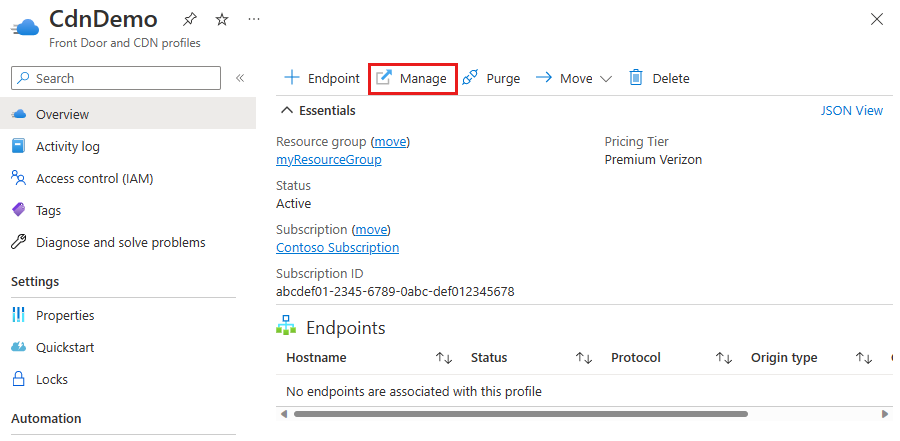 CdnDemo
Front Door and CDN profiles
Search
Overview
Activity log
Access control (IAM)
Tags
Diagnose and solve problems
Settings
Properties
Quickstart
Locks
Automation
Endpoint Manage Purge Move Delete
Essentials JSON View
Resource group (move) Pricing Tier
myResourceGroup Premium Verizon
Status
Active
Subscription (move)
Contoso Subscription
Subscription ID
abcdef01-2345-6789-0abc-def012345678
Endpoints
Hostname Status Protocol Origin type
No endpoints are associated with this profile